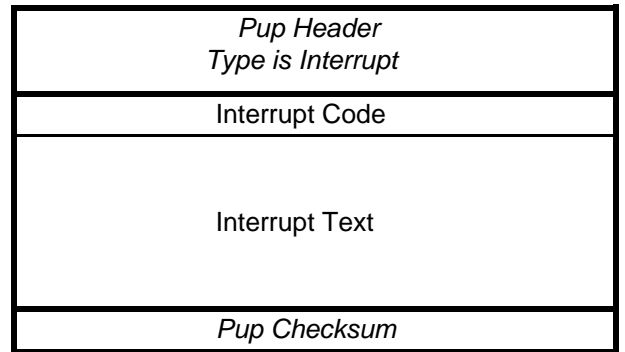 Pup Header
Type is Interrupt
Interrupt Code
Interrupt Text
Pup Checksum